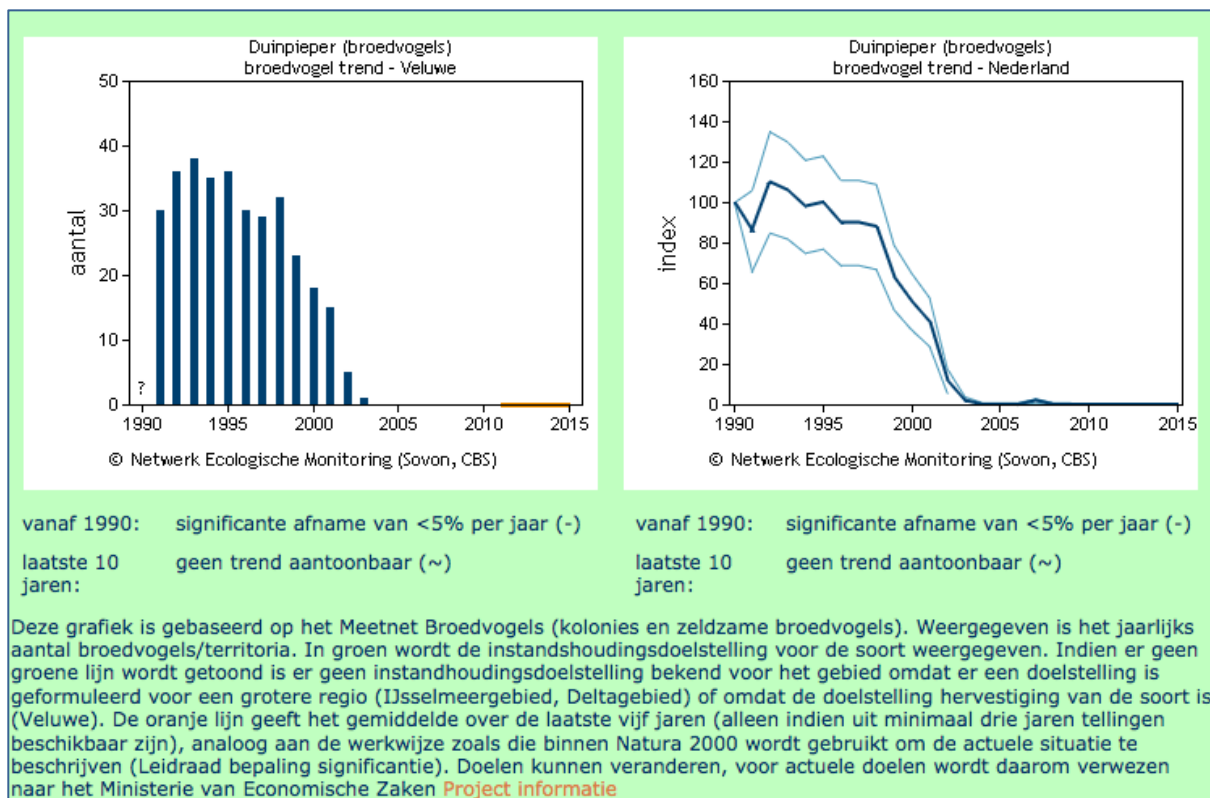 Duinpieper (broedvogels)
broedvogel trend - Veluwe
50
40
30
20
10
0
aantal
?
1990 1995 2000 2005 2010 2015
© Netwerk Ecologische Monitoring (Sovon, CBS)
Duinpieper (broedvogels)
broedvogel trend - Nederland
160
140
120
100
80
60
40
20
0
index
1990 1995 2000 2005 2010 2015
© Netwerk Ecologische Monitoring (Sovon, CBS)
vanaf 1990: significante afname van <5% per jaar (-)
laatste 10 geen trend aantoonbaar (~)
jaren:
vanaf 1990: significante afname van <5% per jaar (-)
laatste 10 geen trend aantoonbaar (~)
jaren:
Deze grafiek is gebaseerd op het Meetnet Broedvogels (kolonies en zeldzame broedvogels). Weergegeven is het jaarlijks
aantal broedvogels/territoria. In groen wordt de instandshoudingsdoelstelling voor de soort weergegeven. Indien er geen
groene lijn wordt getoond is er geen instandhoudingsdoelstelling bekend voor het gebied omdat er een doelstelling is
geformuleerd voor een grotere regio (IJsselmeergebied, Deltagebied) of omdat de doelstelling hervestiging van de soort is
(Veluwe). De oranje lijn geeft het gemiddelde over de laatste vijf jaren (alleen indien uit minimaal drie jaren tellingen
beschikbaar zijn), analoog aan de werkwijze zoals die binnen Natura 2000 wordt gebruikt om de actuele situatie te
beschrijven (Leidraad bepaling significantie). Doelen kunnen veranderen, voor actuele doelen wordt daarom verwezen
naar het Ministerie van Economische Zaken Project informatie